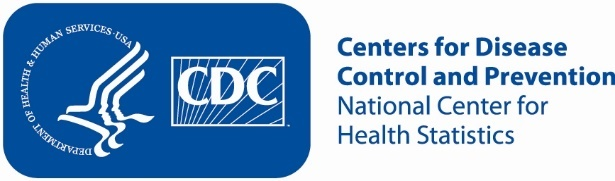 DEPARTMENT OF HEALTH & HUMAN SERVICES·USA
CDC
Centers for Disease
Control and Prevention
National Center for
Health Statistics